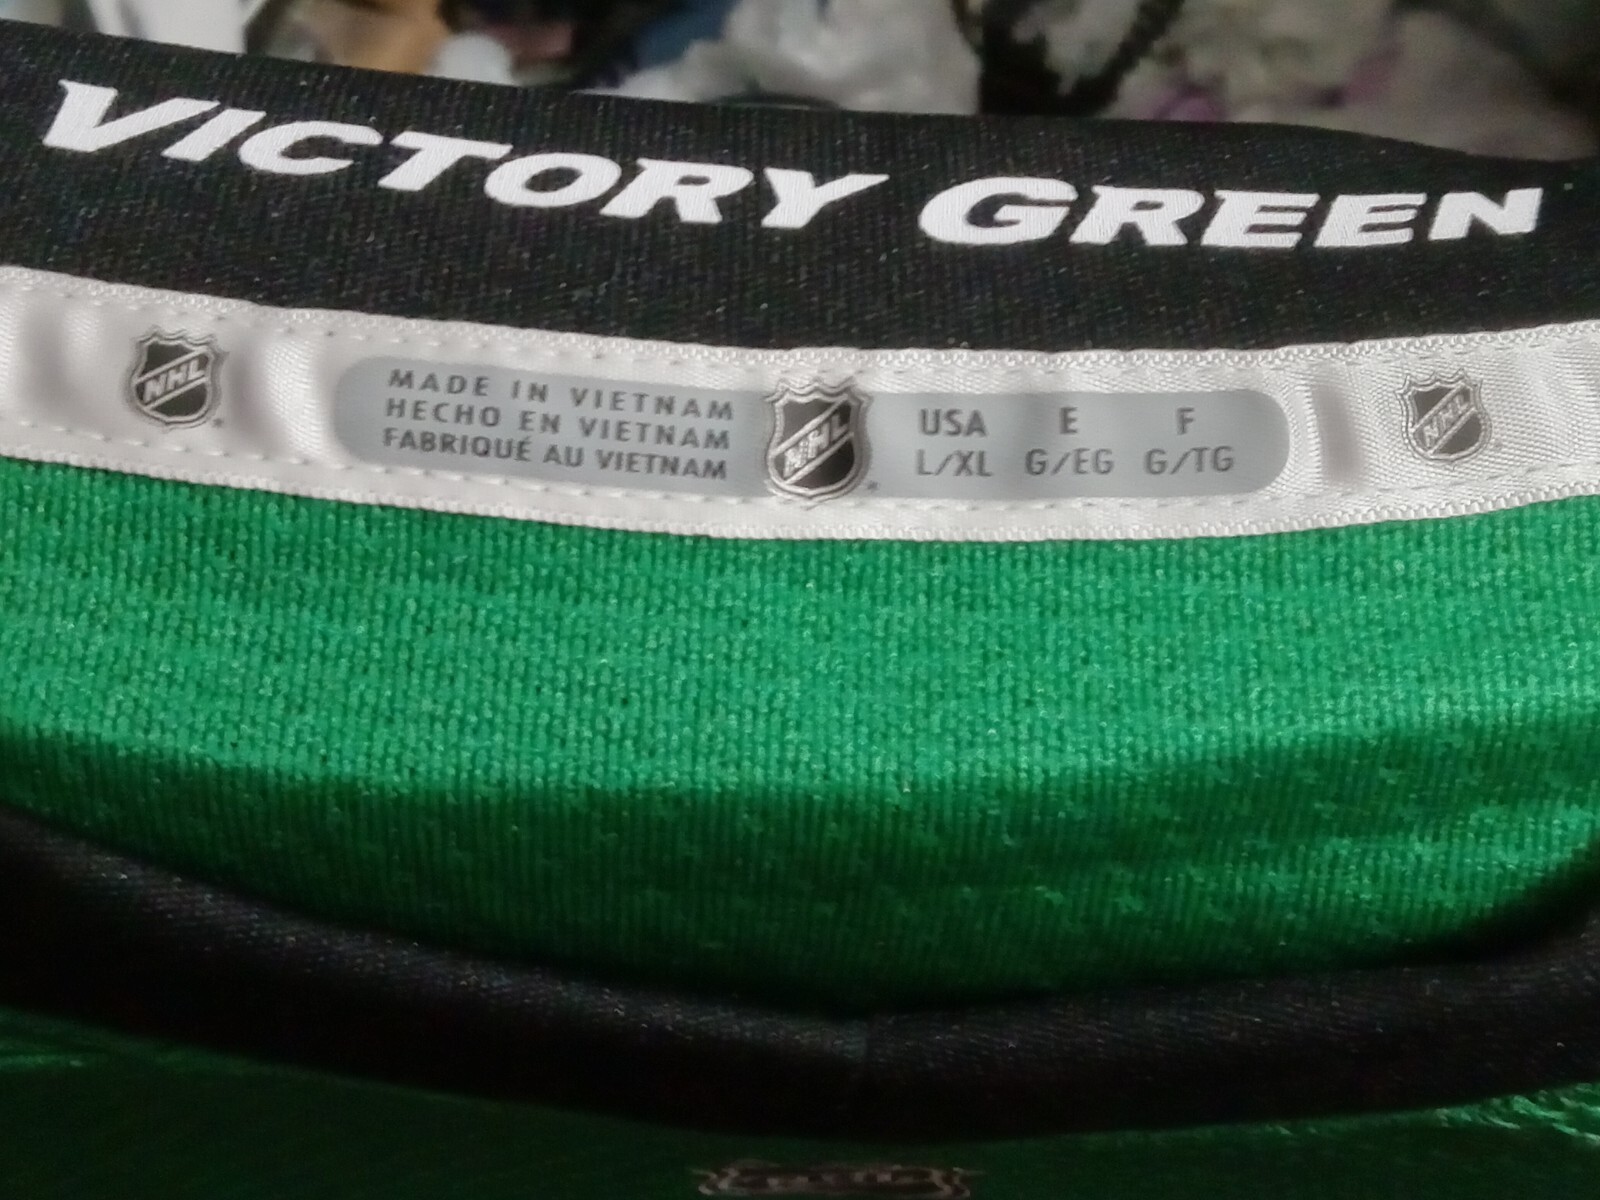 VICTORY GREEN
NHL
MADE IN VIETNAM
HECHO EN VIETNAM
FABRIQUÉ AU VIETNAM
NHL
USA E F
L/XL G/EG G/TG
NHL